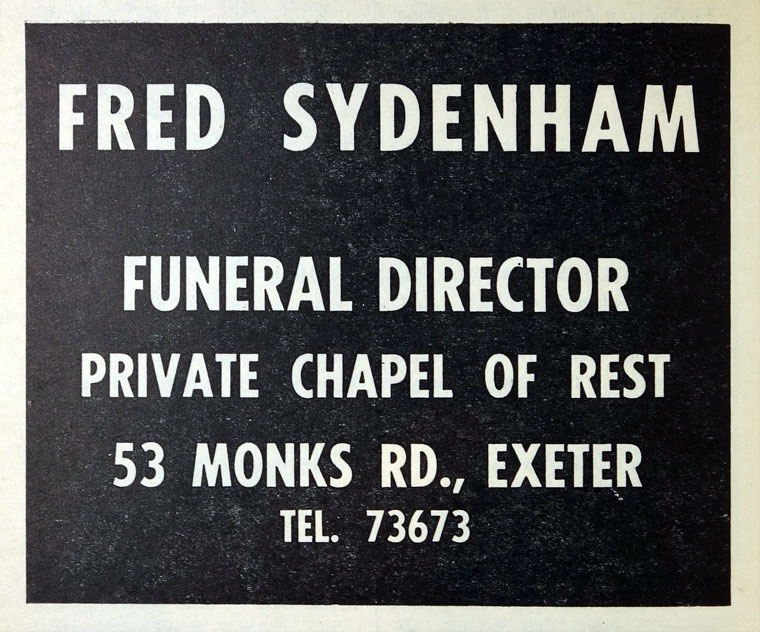 FRED SYDENHAM
FUNERAL DIRECTOR
PRIVATE CHAPEL OF REST
53 MONKS RD., EXETER
TEL. 73673